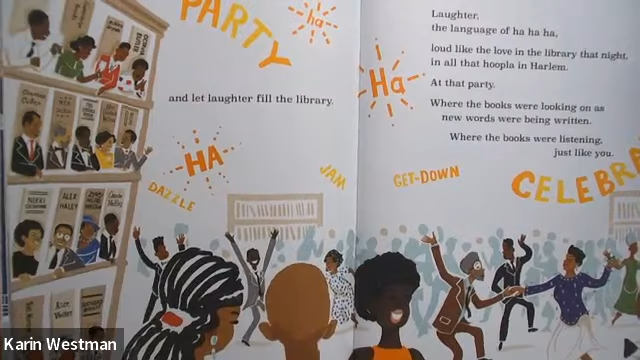 PARTY
ha
and let laughter fill the library.
HA
DAZZLE
JAM
ALEX
HALEY
Laughter,
the language of ha ha ha,
loud like the love in the library that night,
in all that hoopla in Harlem.
Ha
At that party.
Where the books were looking on as
new words were being written.
Where the books were listening,
just like you.
GET-DOWN
CELEBRA
Karin Westman